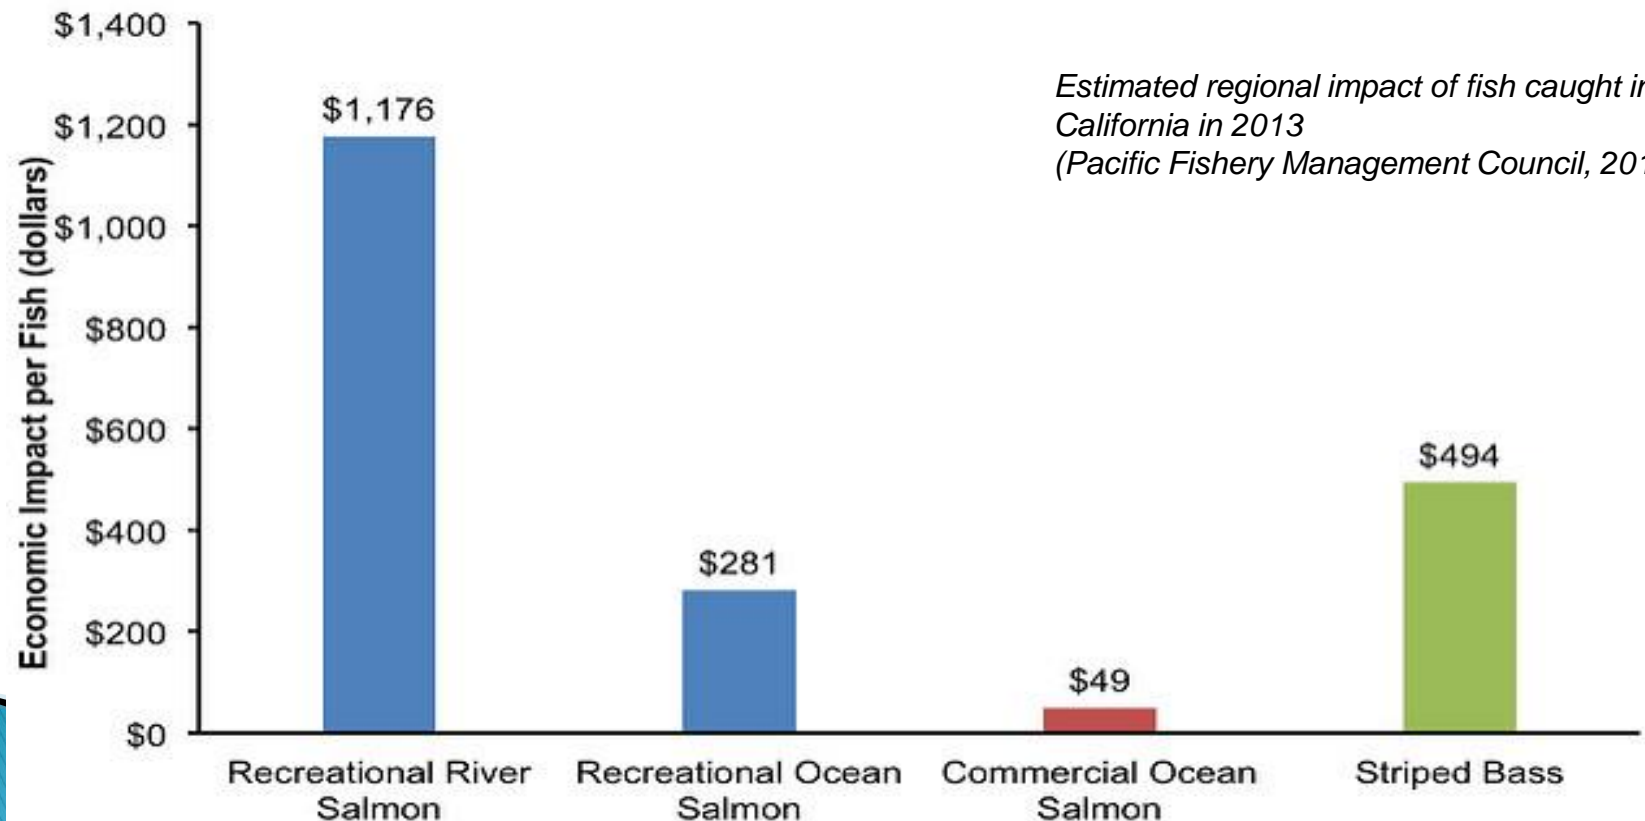 $1,400
$1,200
$1,000
$800
$600
$400
$200
$0
Economic Impact per Fish (dollars)
$1,176
$281
$49
$494
Estimated regional impact of fish caught in
California in 2013
(Pacific Fishery Management Council,
Recreational River
Salmon
Recreational Ocean
Salmon
Commercial Ocean
Salmon
Striped Bass